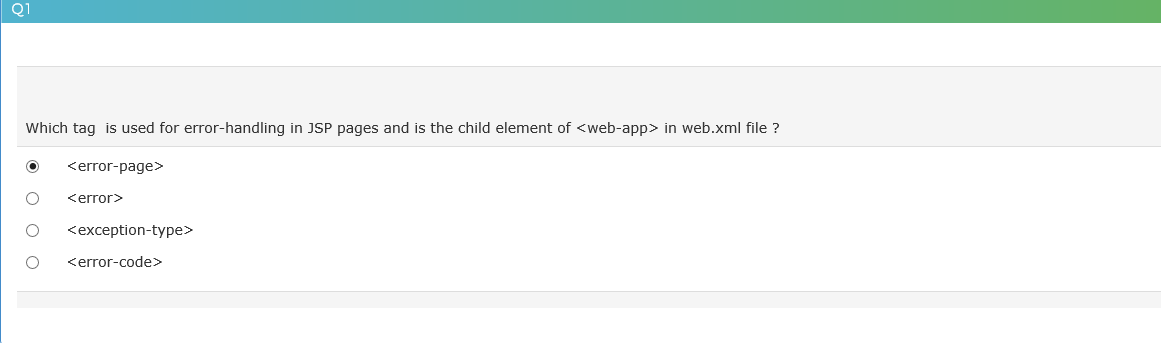 Q1
Which tag  is used for error-handling in JSP pages and is the child element of <web-app> in web.xml file ?
<error-page>
<error>
<exception-type>
<error-code>